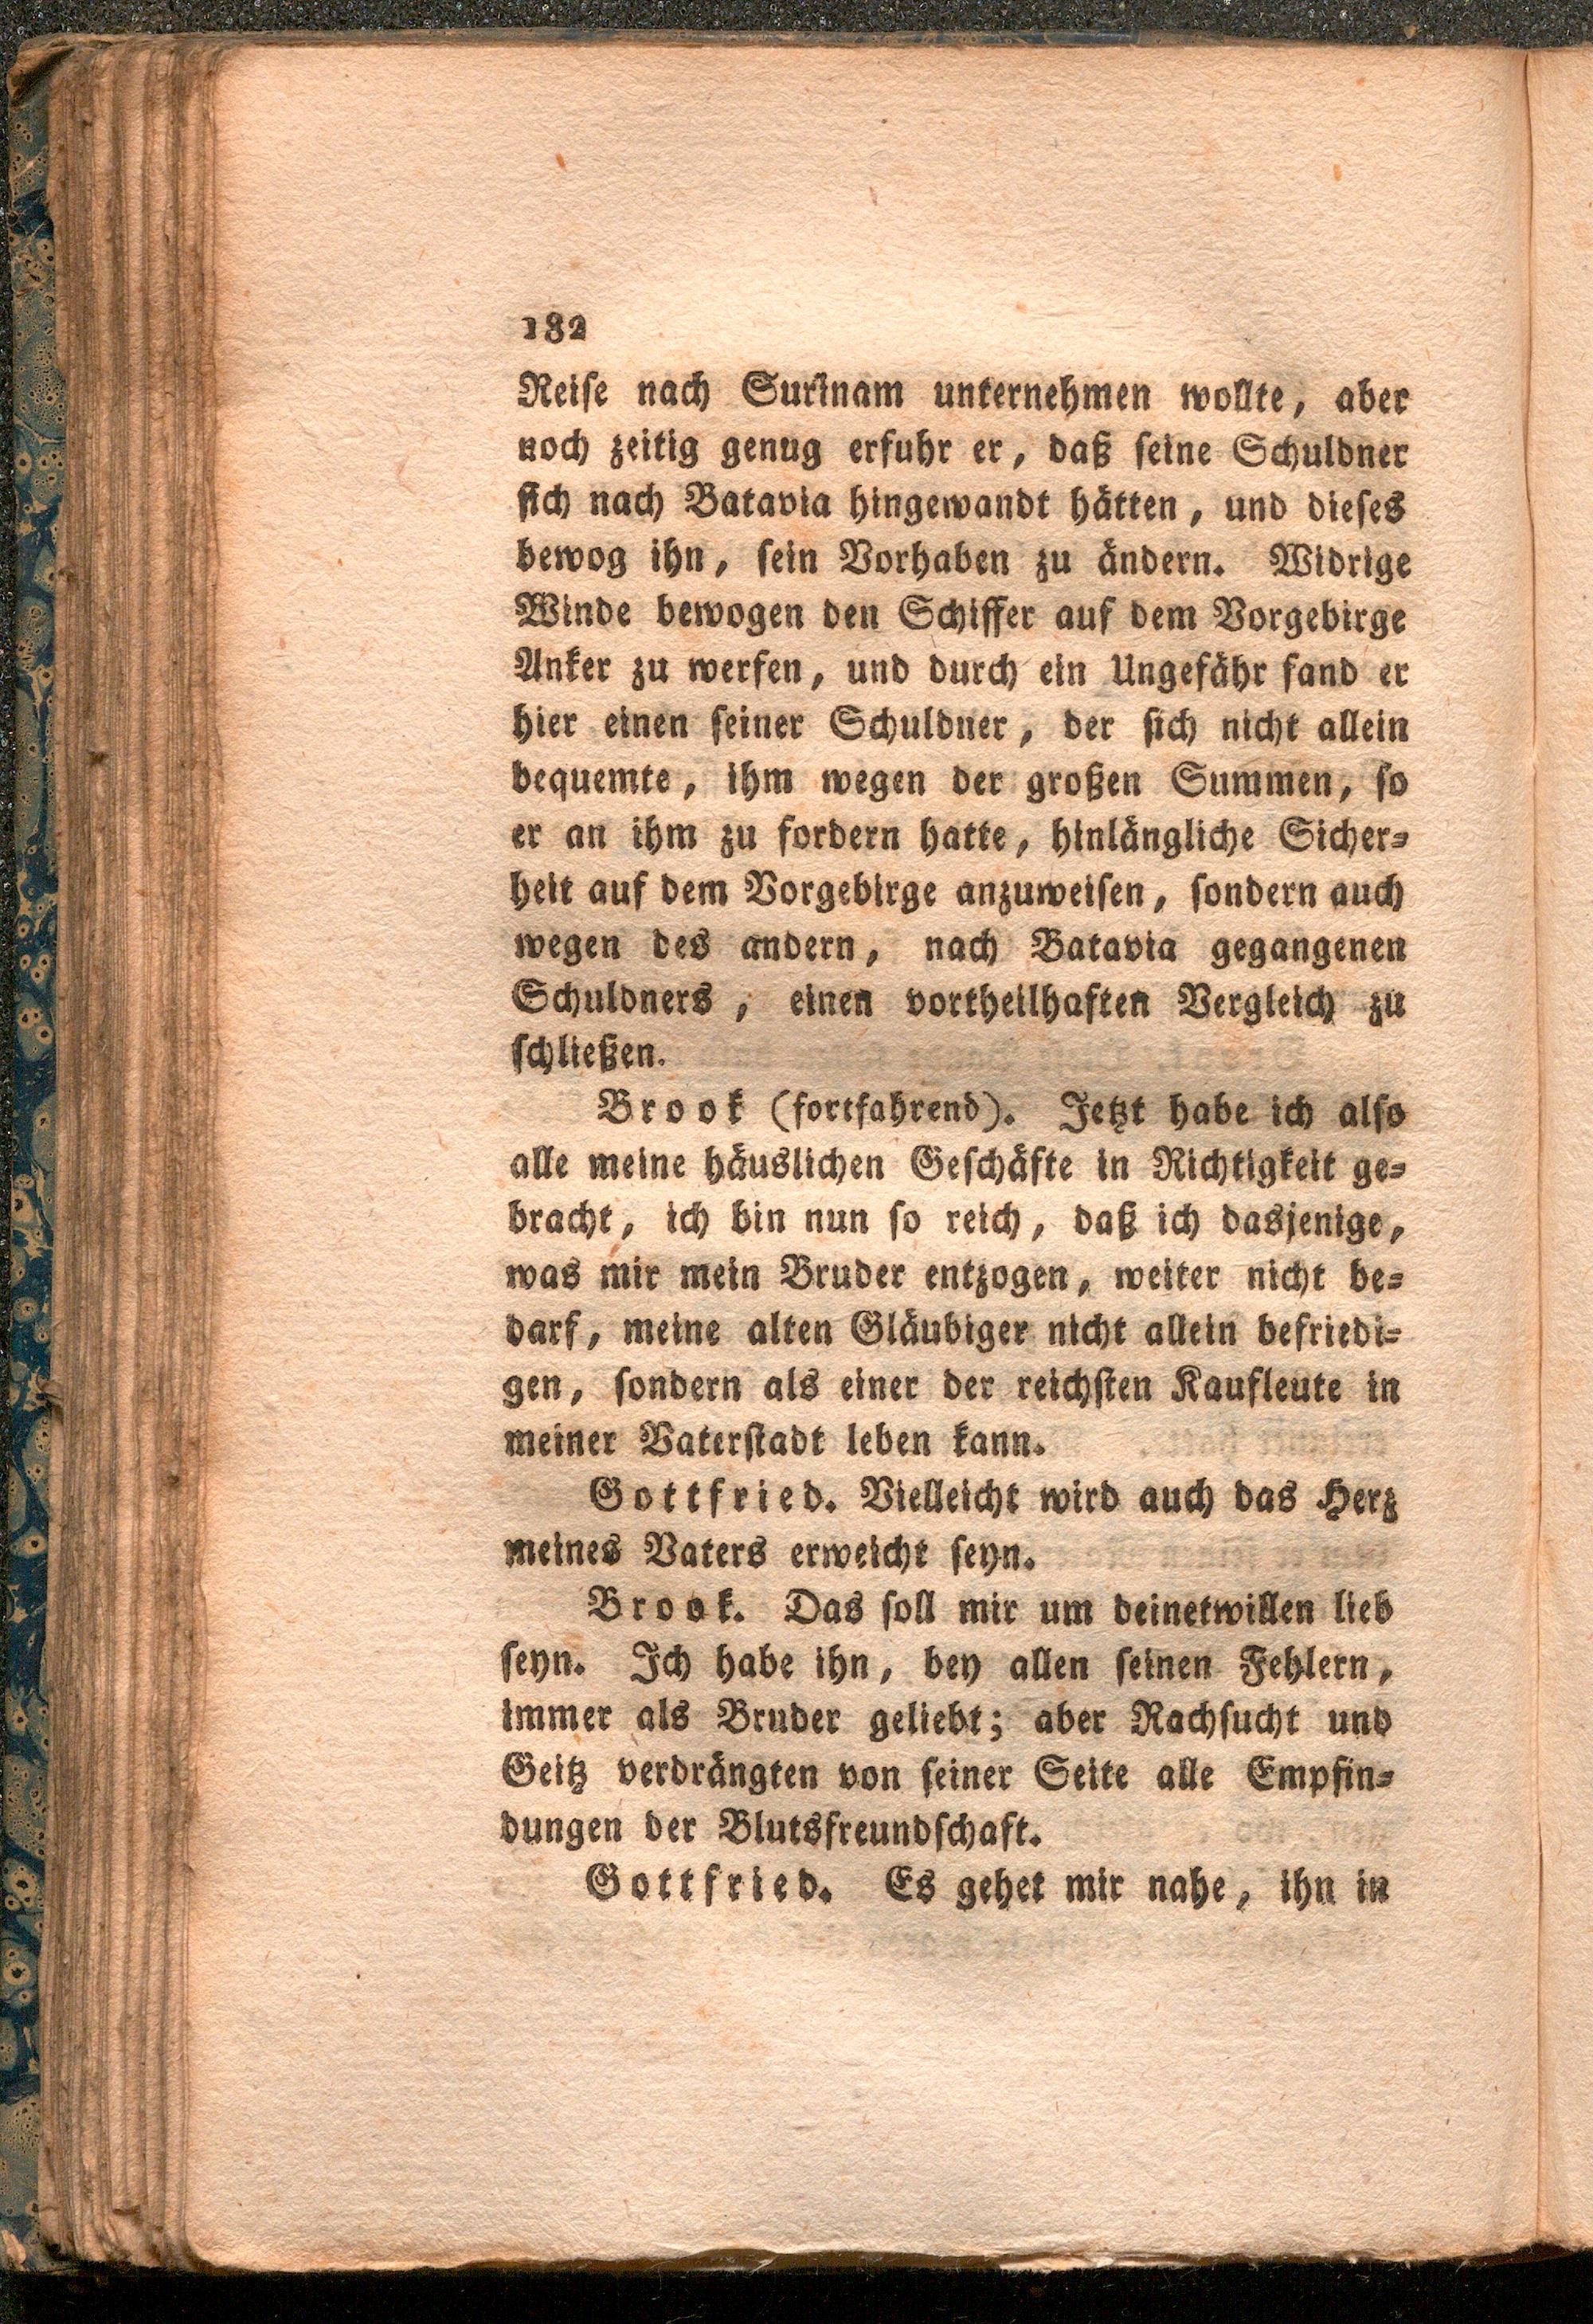 182
Reiſe nach Surinam unternehmen wollte, aber
noch zeitig genug erfuhr er, daß ſeine Schuldner
ſich nach Batavia hingewandt hätten, und dieſes
bewog ihn, ſein Vorhaben zu ändern. Widrige
Winde bewogen den Schiffer auf dem Vorgebirge
Anker zu werfen, und durch ein Ungefähr fand er
hier einen ſeiner Schuldner, der ſich nicht allein
bequemte, ihm wegen der großen Summen, ſo
er an ihm zu fordern hatte, hinlängliche Sicher⸗
heit auf dem Vorgebirge anzuweiſen, ſondern auch
wegen des andern, nach Batavia gegangenen
Schuldners, einen vortheilhaften Vergleich zu
ſchließen.
Brook (fortfahrend). Jetzt habe ich alſo
alle meine häuslichen Geſchäfte in Richtigkeit ge⸗
bracht, ich bin nun ſo reich, daß ich dasjenige,
was mir mein Bruder entzogen, weiter nicht be⸗
darf, meine alten Gläubiger nicht allein befriedi⸗
gen, ſondern als einer der reichſten Kaufleute in
meiner Vaterſtadt leben kann.
Gottfried. Vielleicht wird auch das Herz
meines Vaters erweicht ſeyn.
Brook. Das ſoll mir um deinetwillen lieb
ſeyn. Ich habe ihn, bey allen ſeinen Fehlern,
immer als Bruder geliebt; aber Rachſucht und
Geitz verdrängten von ſeiner Seite alle Empfin⸗
dungen der Blutsfreundſchaft.
Gottfried. Es gehet mir nahe, ihn in